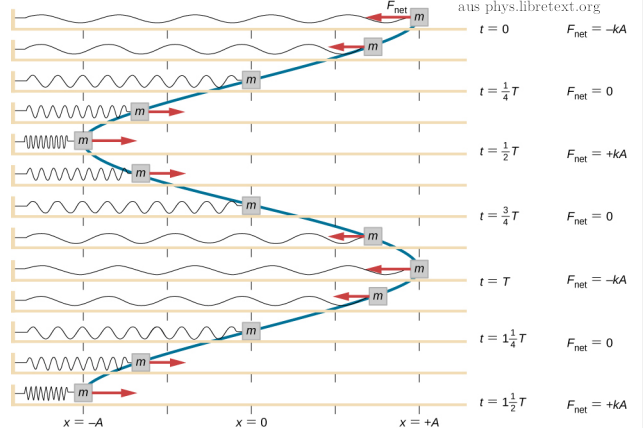 aus phys.libretext.org
F_net
m t = 0 F_net = –kA
m
m t = 1/4 T F_net = 0
m
m t = 1/2 T F_net = +kA
m
m t = 3/4 T F_net = 0
m
m t = T F_net = –kA
m
m t = 1 1/4 T F_net = 0
m
m t = 1 1/2 T F_net = +kA
x = –A x = 0 x = +A